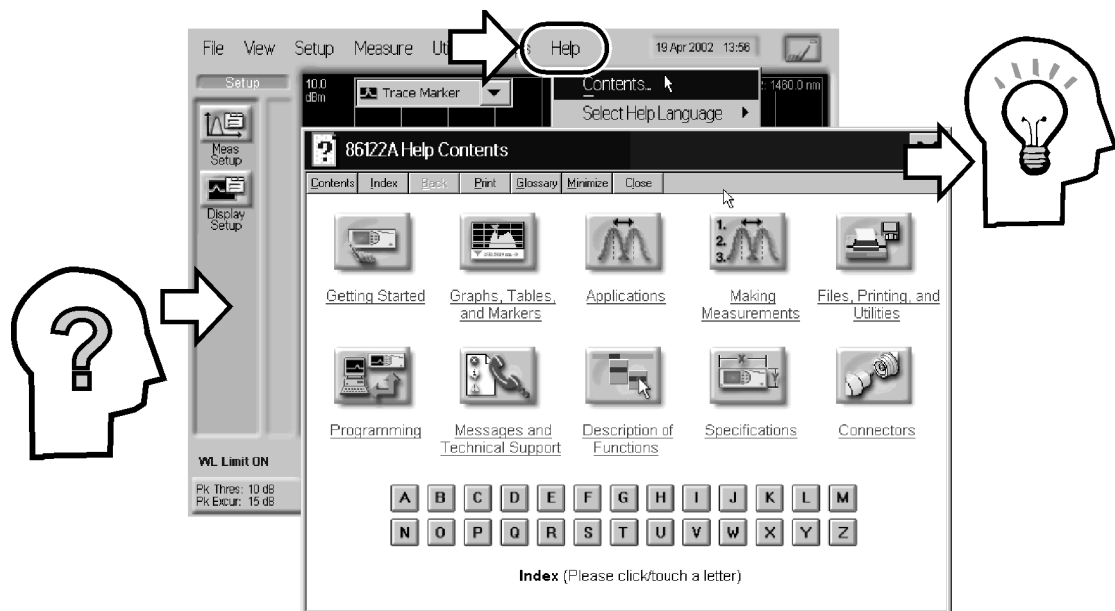 File View Setup Measure Help 19 Apr 2002 13:56
Setup
10.0
dBm
Trace Marker
Contents...
1460.0 nm
Select Help Language
Meas
Setup
Display
Setup
? 86122A Help Contents
Contents Index Back Print Glossary Minimize Close
Getting Started
Graphs, Tables,
and Markers
Applications
1.
2.
3.
Making
Measurements
Files, Printing, and
Utilities
Programming
Messages and
Technical Support
Description of
Functions
Specifications
Connectors
WL Limit ON
Pk Thres: 10 dB
Pk Excur: 15 dB
A B C D E F G H I J K L M
N O P Q R S T U V W X Y Z
Index (Please click/touch a letter)
?